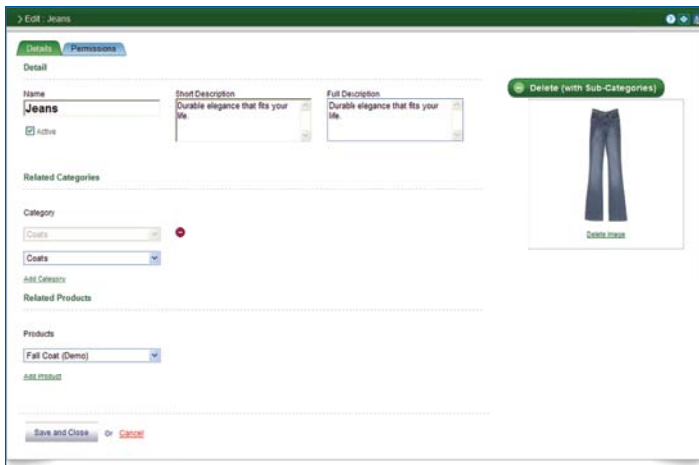 Edit : Jeans
Details Permissions
Detail
Name Short Description Full Description
Jeans
Durable elegance that fits your life.
Durable elegance that fits your life.
Active
Delete (with Sub-Categories)
Delete Image
Related Categories
Category
Coats
Coats
Add Category
Related Products
Products
Fall Coat (Demo)
Add Product
Save and Close Or Cancel